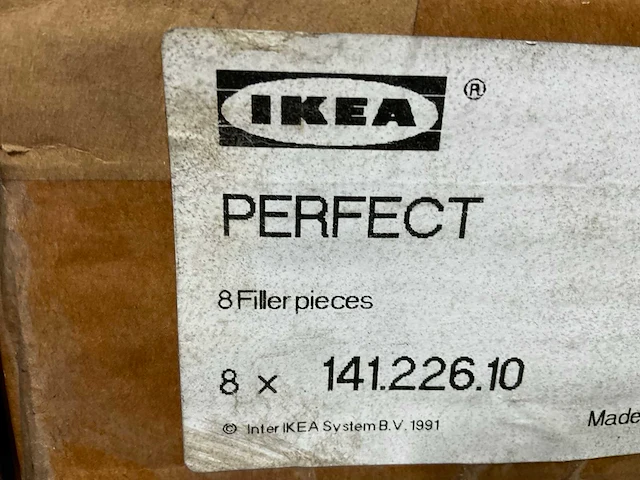 IKEA ®
PERFECT
8 Filler pieces
8 × 141.226.10
© Inter IKEA System B.V. 1991
Made